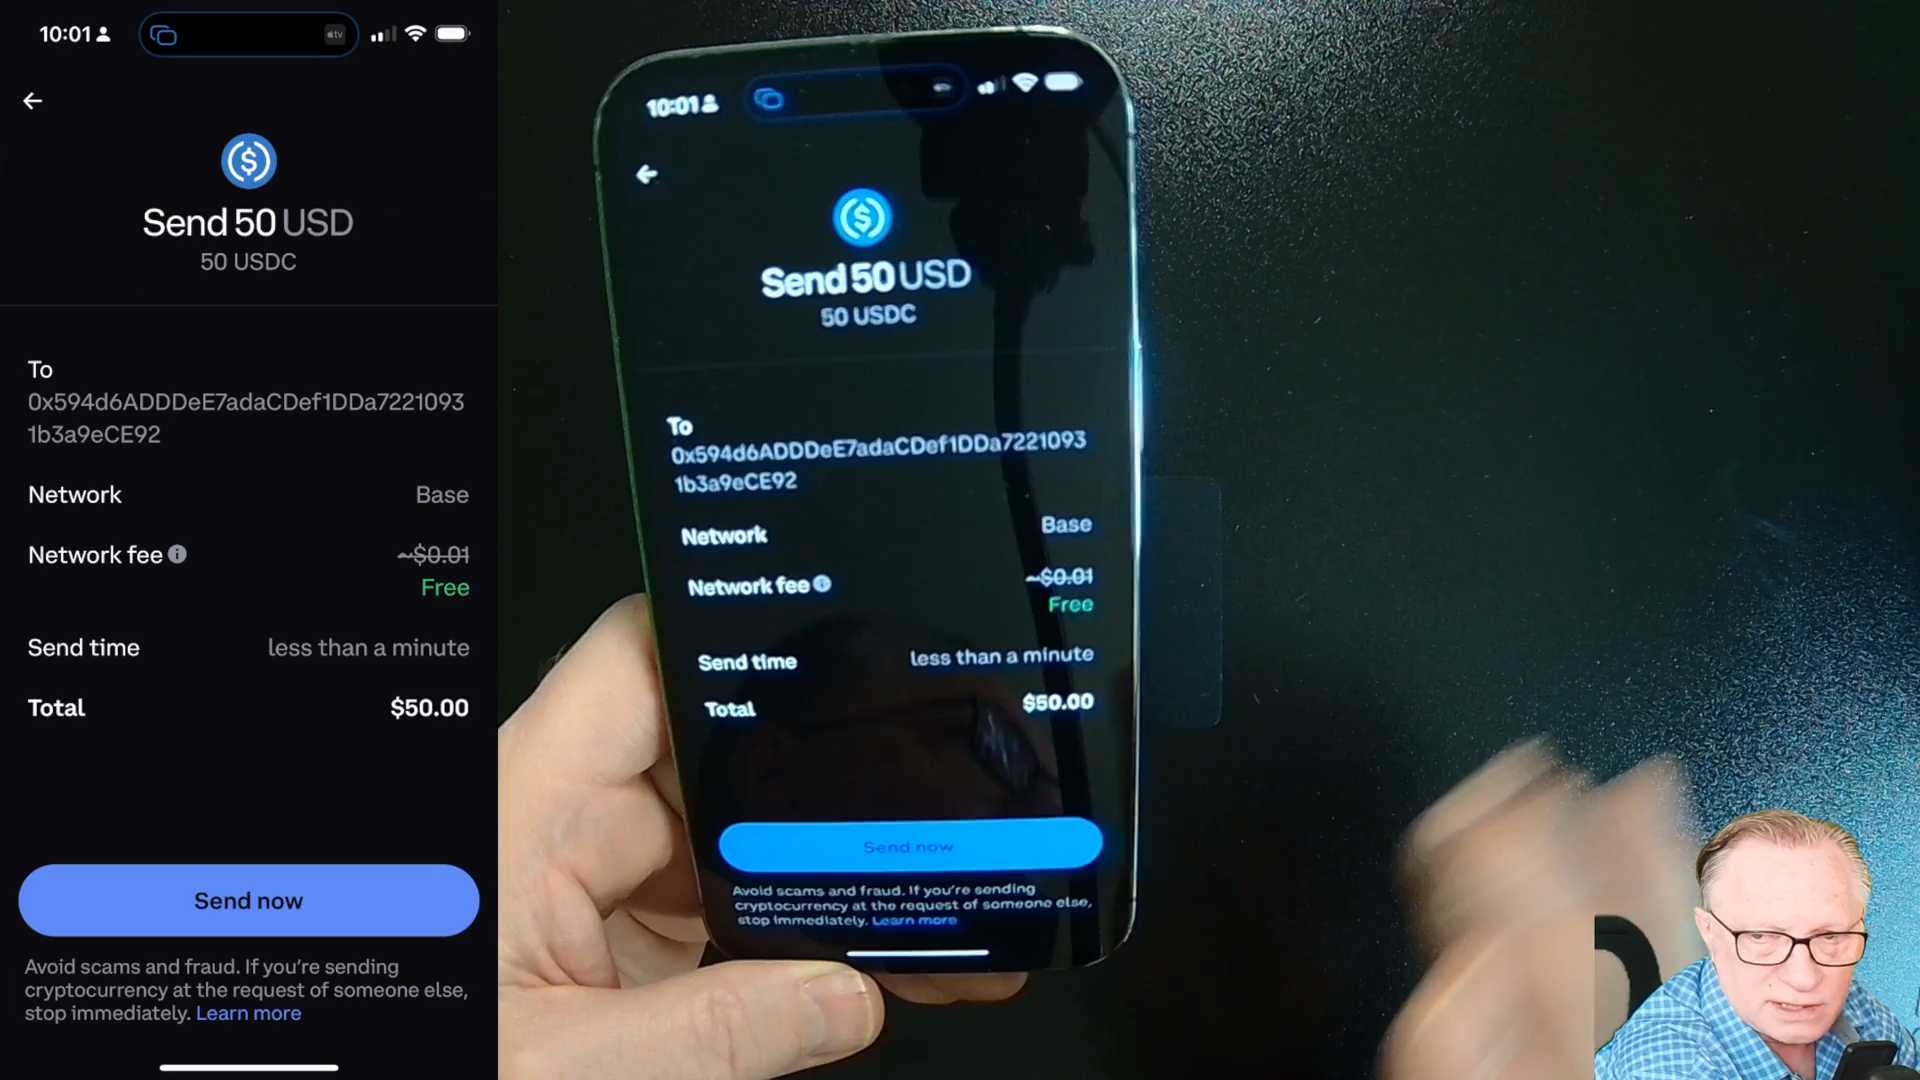 10:01
tv
Send 50 USD
50 USDC
To
0x594d6ADDDeE7adaCDef1DDa7221093
1b3a9eCE92
Network Base
Network fee ~$0.01
Free
Send time less than a minute
Total $50.00
Send now
Avoid scams and fraud. If you're sending
cryptocurrency at the request of someone else,
stop immediately. Learn more
10:01
Send 50 USD
50 USDC
To
0x594d6ADDDeE7adaCDef1DDa7221093
1b3a9eCE92
Network Base
Network fee ~$0.01
Free
Send time less than a minute
Total $50.00
Send now
Avoid scams and fraud. If you're sending
cryptocurrency at the request of someone else,
stop immediately. Learn more